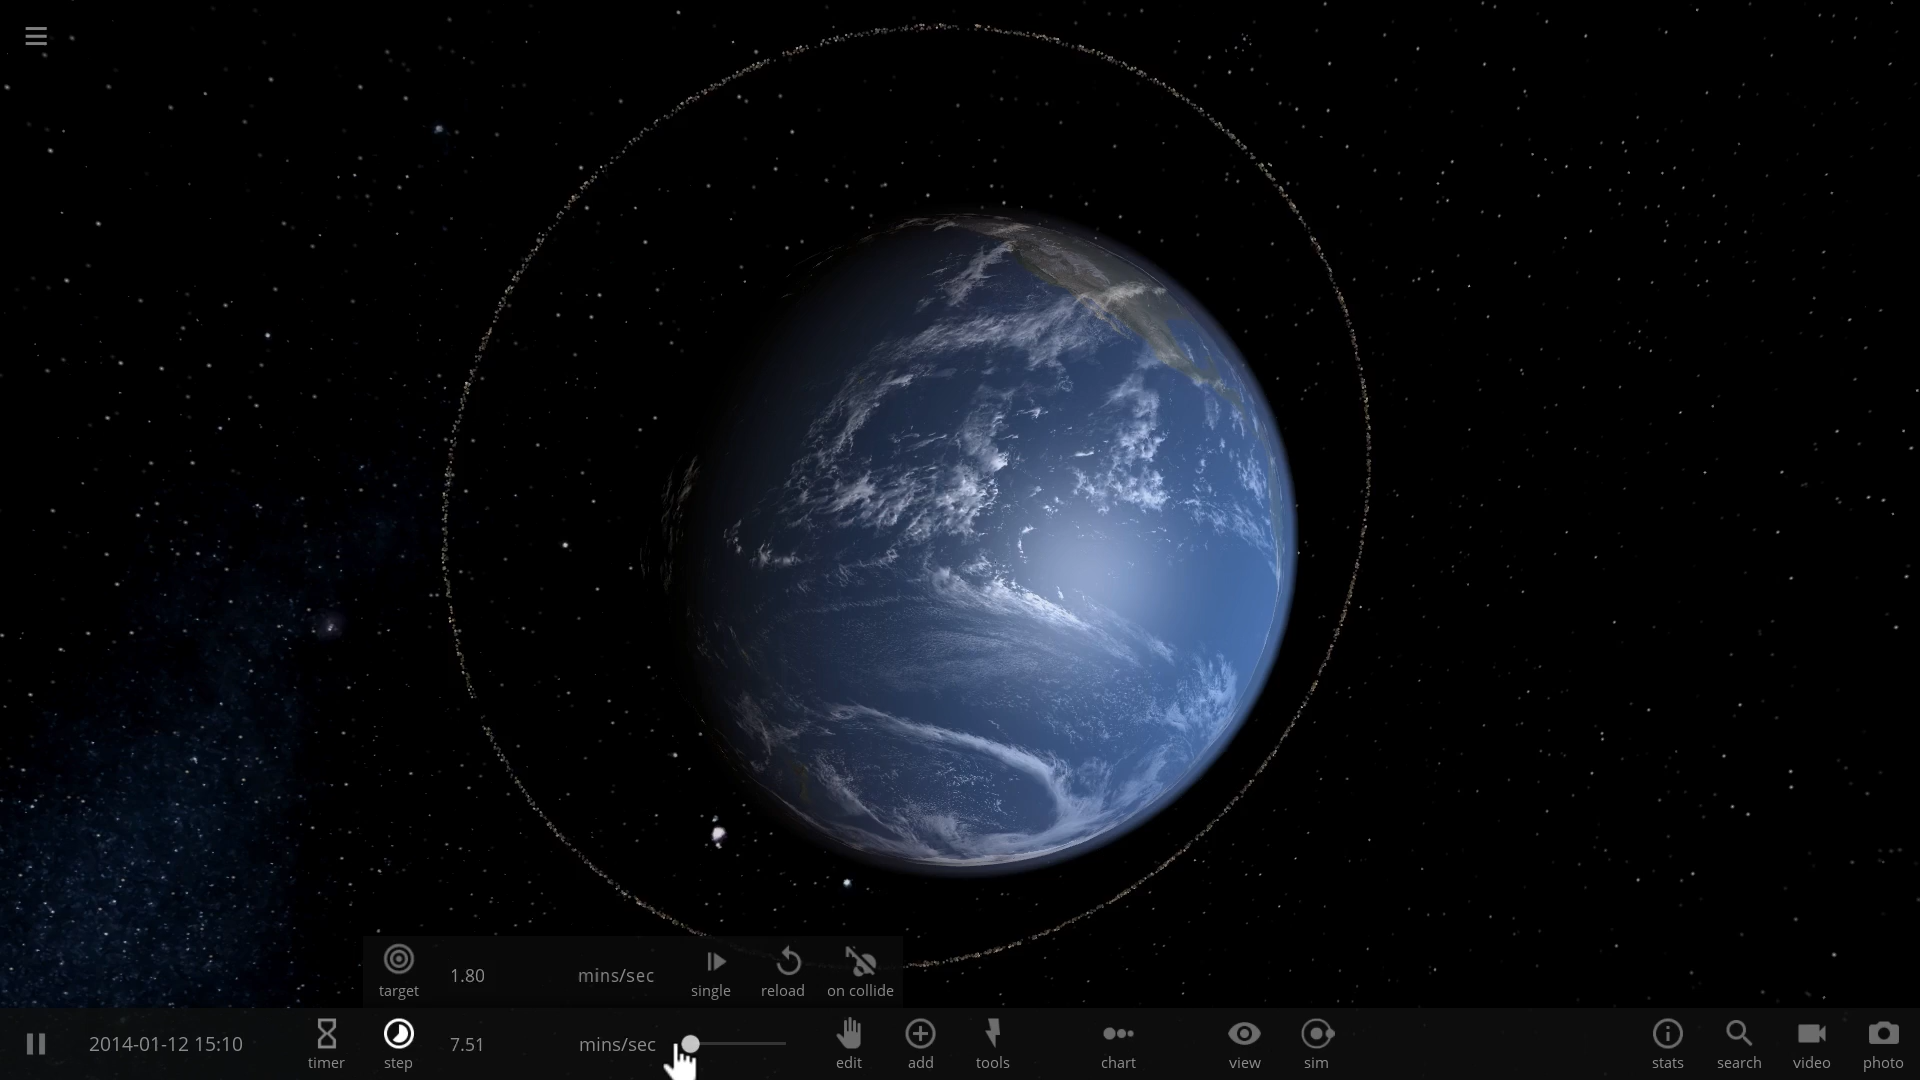 target 1.80 mins/sec single reload on collide
2014-01-12 15:10 timer step 7.51 mins/sec edit add tools chart view sim stats search video photo